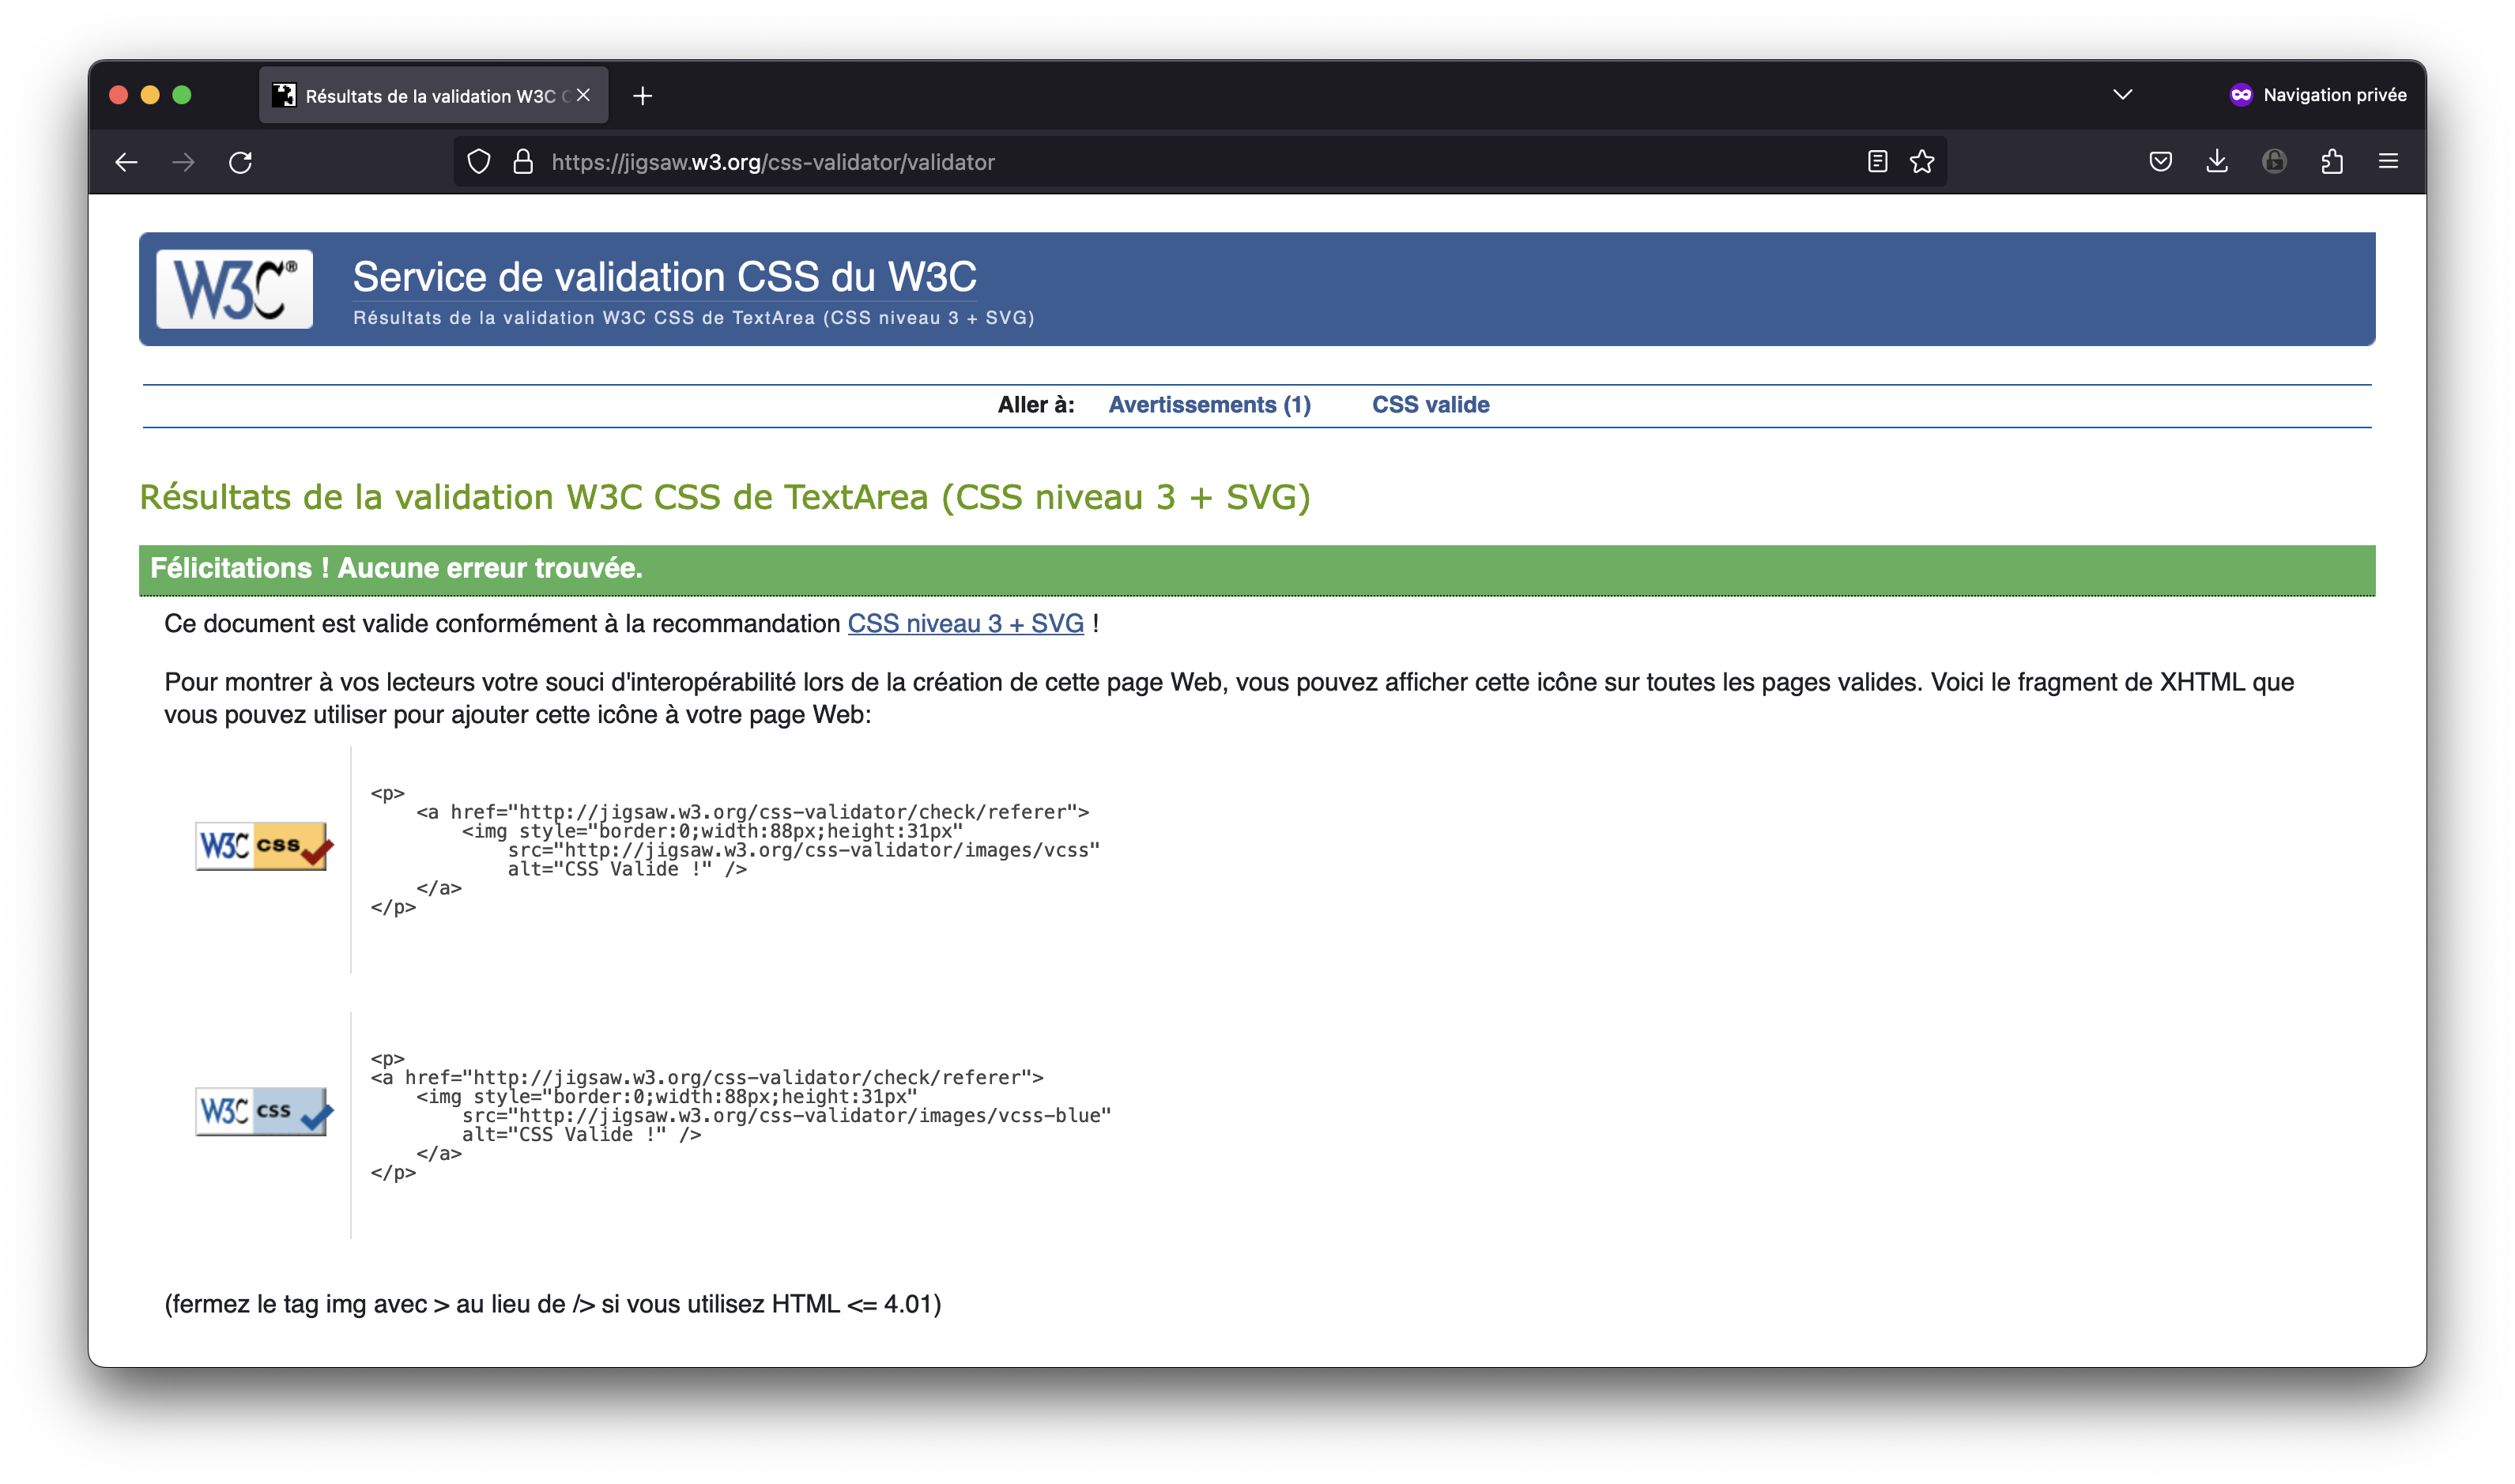 Résultats de la validation W3C C
Navigation privée
https://jigsaw.w3.org/css-validator/validator
W3C®
Service de validation CSS du W3C
Résultats de la validation W3C CSS de TextArea (CSS niveau 3 + SVG)
Aller à: Avertissements (1) CSS valide
Résultats de la validation W3C CSS de TextArea (CSS niveau 3 + SVG)
Félicitations ! Aucune erreur trouvée.
Ce document est valide conformément à la recommandation CSS niveau 3 + SVG !
Pour montrer à vos lecteurs votre souci d'interopérabilité lors de la création de cette page Web, vous pouvez afficher cette icône sur toutes les pages valides. Voici le fragment de XHTML que
vous pouvez utiliser pour ajouter cette icône à votre page Web:
W3C css
<p>
<a href="http://jigsaw.w3.org/css-validator/check/referer">
<img style="border:0;width:88px;height:31px"
src="http://jigsaw.w3.org/css-validator/images/vcss"
alt="CSS Valide !" />
</a>
</p>
W3C css
<p>
<a href="http://jigsaw.w3.org/css-validator/check/referer">
<img style="border:0;width:88px;height:31px"
src="http://jigsaw.w3.org/css-validator/images/vcss-blue"
alt="CSS Valide !" />
</a>
</p>
(fermez le tag img avec > au lieu de /> si vous utilisez HTML <= 4.01)